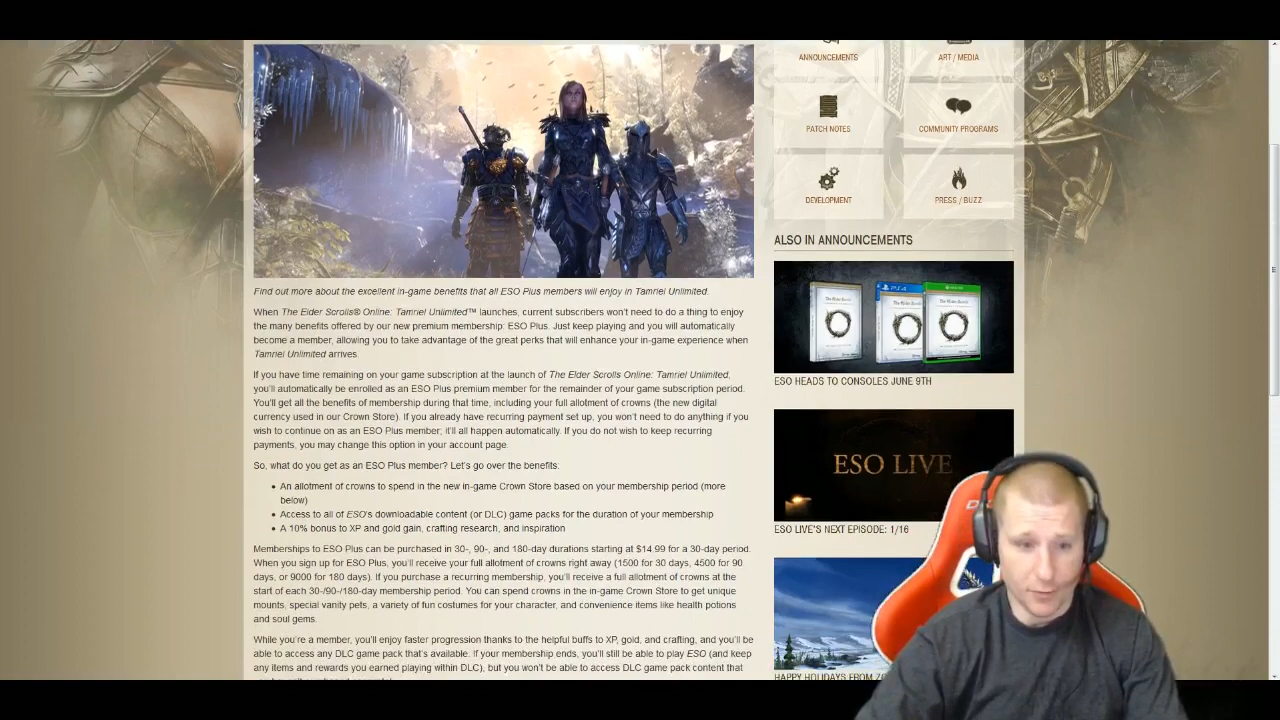 ANNOUNCEMENTS
ART / MEDIA
PATCH NOTES
COMMUNITY PROGRAMS
DEVELOPMENT
PRESS / BUZZ
Find out more about the excellent in-game benefits that all ESO Plus members will enjoy in Tamriel Unlimited.
When The Elder Scrolls® Online: Tamriel Unlimited™ launches, current subscribers won't need to do a thing to enjoy
the many benefits offered by our new premium membership: ESO Plus. Just keep playing and you will automatically
become a member, allowing you to take advantage of the great perks that will enhance your in-game experience when
Tamriel Unlimited arrives.
If you have time remaining on your game subscription at the launch of The Elder Scrolls Online: Tamriel Unlimited,
you'll automatically be enrolled as an ESO Plus premium member for the remainder of your game subscription period.
You'll get all the benefits of membership during that time, including your full allotment of crowns (the new digital
currency used in our Crown Store). If you already have recurring payment set up, you won't need to do anything if you
wish to continue on as an ESO Plus member; it'll all happen automatically. If you do not wish to keep recurring
payments, you may change this option in your account page.
So, what do you get as an ESO Plus member? Let's go over the benefits:
• An allotment of crowns to spend in the new in-game Crown Store based on your membership period (more
below)
• Access to all of ESO's downloadable content (or DLC) game packs for the duration of your membership
• A 10% bonus to XP and gold gain, crafting research, and inspiration
Memberships to ESO Plus can be purchased in 30-, 90-, and 180-day durations starting at $14.99 for a 30-day period.
When you sign up for ESO Plus, you'll receive your full allotment of crowns right away (1500 for 30 days, 4500 for 90
days, or 9000 for 180 days). If you purchase a recurring membership, you'll receive a full allotment of crowns at the
start of each 30-/90-/180-day membership period. You can spend crowns in the in-game Crown Store to get unique
mounts, special vanity pets, a variety of fun costumes for your character, and convenience items like health potions
and soul gems.
While you're a member, you'll enjoy faster progression thanks to the helpful buffs to XP, gold, and crafting, and you'll be
able to access any DLC game pack that's available. If your membership ends, you'll still be able to play ESO (and keep
any items and rewards you earned playing within DLC), but you won't be able to access DLC game pack content that
ALSO IN ANNOUNCEMENTS
ESO HEADS TO CONSOLES JUNE 9TH
ESO LIVE
ESO LIVE'S NEXT EPISODE: 1/16
HAPPY HOLIDAYS FROM